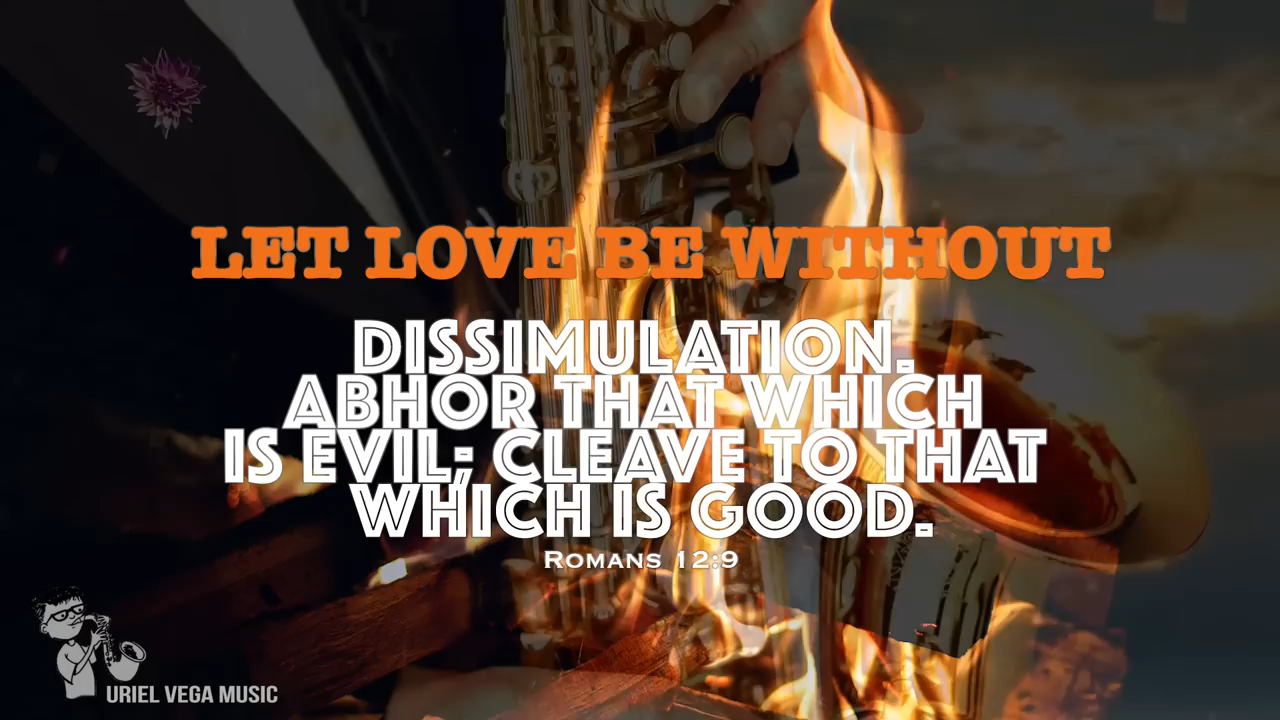 LET LOVE BE WITHOUT
DISSIMULATION.
ABHOR THAT WHICH
IS EVIL; CLEAVE TO THAT
WHICH IS GOOD.
Romans 12:9
URIEL VEGA MUSIC